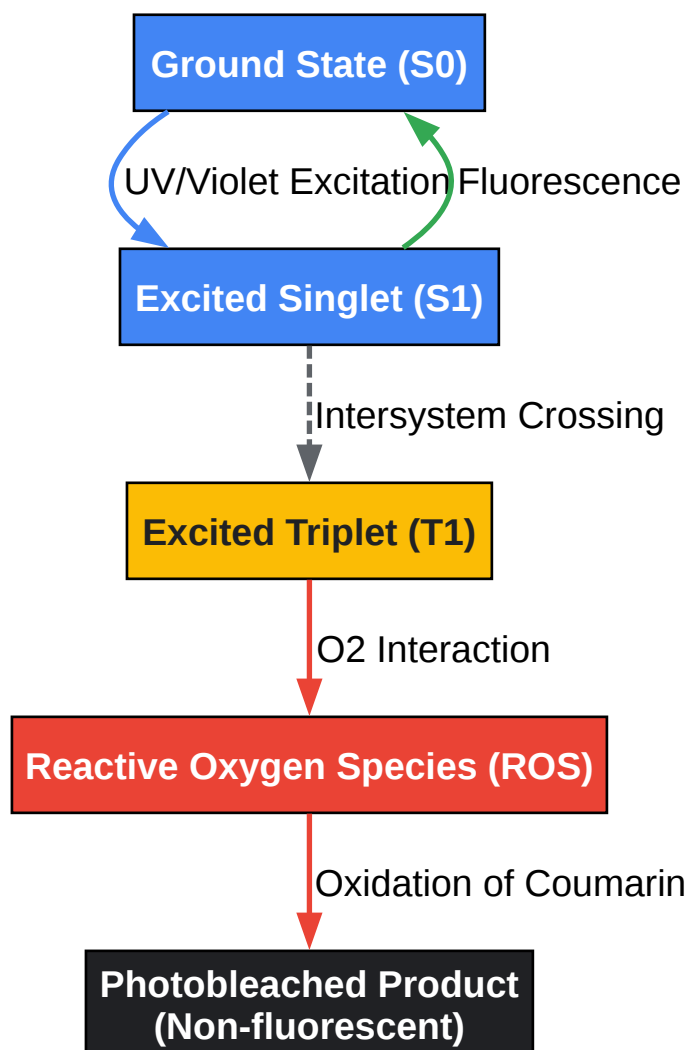 Ground State (S0)
UV/Violet Excitation
Fluorescence
Excited Singlet (S1)
Intersystem Crossing
Excited Triplet (T1)
O2 Interaction
Reactive Oxygen Species (ROS)
Oxidation of Coumarin
Photobleached Product
(Non-fluorescent)